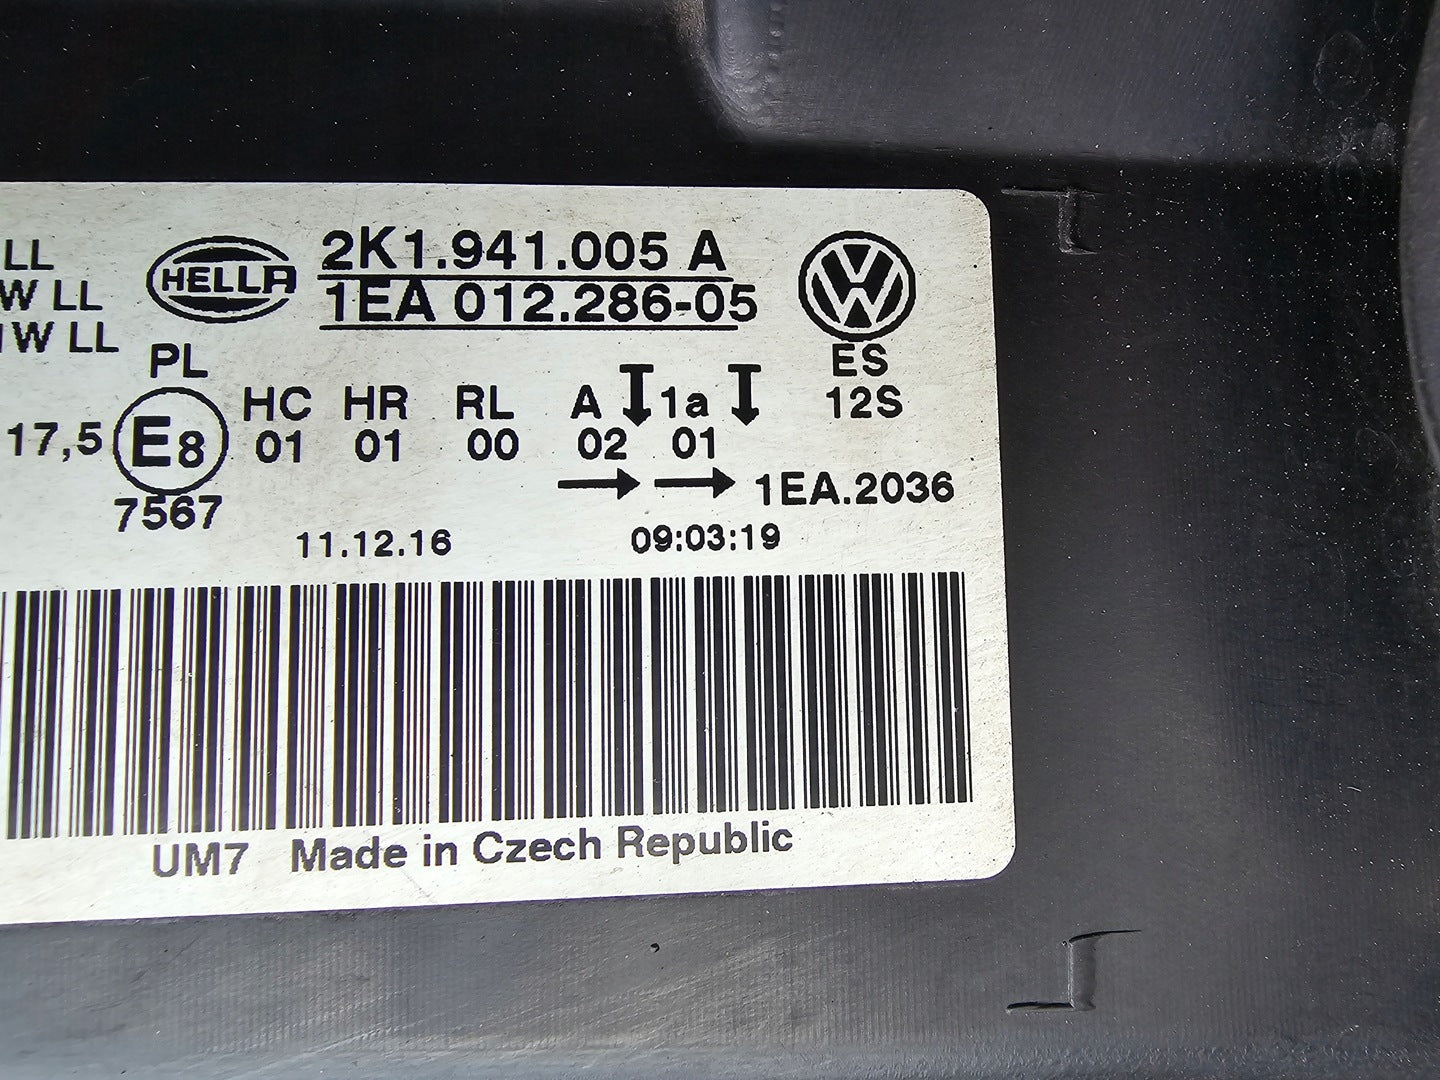 LL
W LL
W LL
HELLA
2K1.941.005 A
1EA 012.286-05
PL
ES
12S
HC HR RL A 1a
17,5 E8 01 01 00 02 01
7567
1EA.2036
11.12.16 09:03:19
UM7 Made in Czech Republic